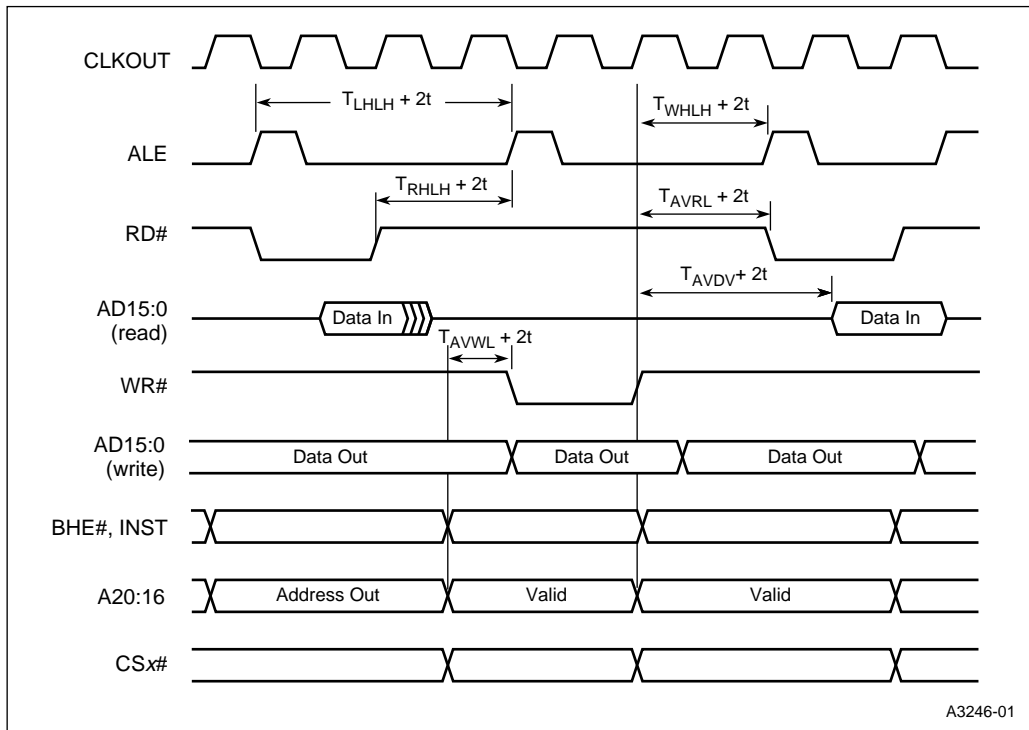 CLKOUT
T_LHLH + 2t
T_WHLH + 2t
ALE
T_RHLH + 2t
T_AVRL + 2t
RD#
T_AVDV+ 2t
AD15:0
(read)
Data In
Data In
T_AVWL + 2t
WR#
AD15:0
(write)
Data Out
Data Out
Data Out
BHE#, INST
A20:16
Address Out
Valid
Valid
CSx#
A3246-01